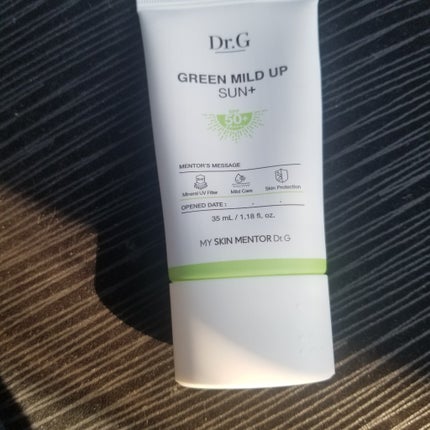 Dr.G
GREEN MILD UP
SUN+
50+
MENTOR'S MESSAGE
Mineral UV Filter
Mild Care
Skin Protection
OPENED DATE : . .
35 mL / 1.18 fl. oz.
MY SKIN MENTOR Dr.G